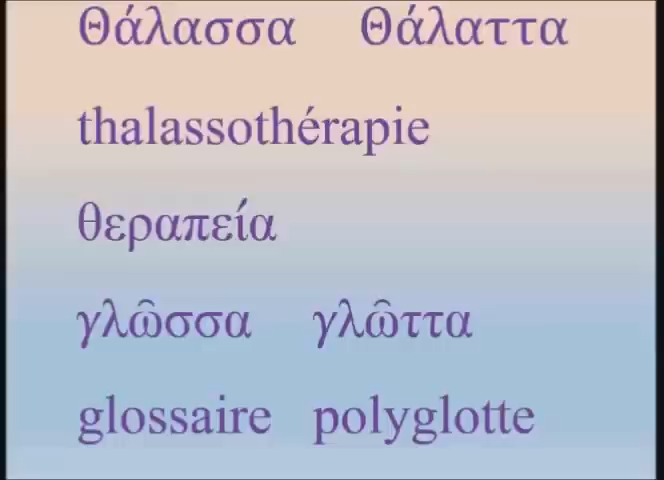 Θάλασσα Θάλαττα
thalassothérapie
θεραπεία
γλῶσσα γλῶττα
glossaire polyglotte